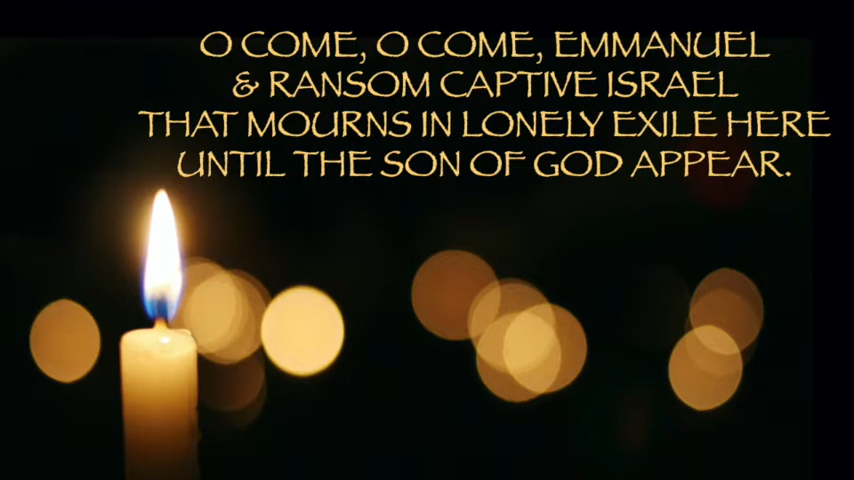 O COME, O COME, EMMANUEL
& RANSOM CAPTIVE ISRAEL
THAT MOURNS IN LONELY EXILE HERE
UNTIL THE SON OF GOD APPEAR.